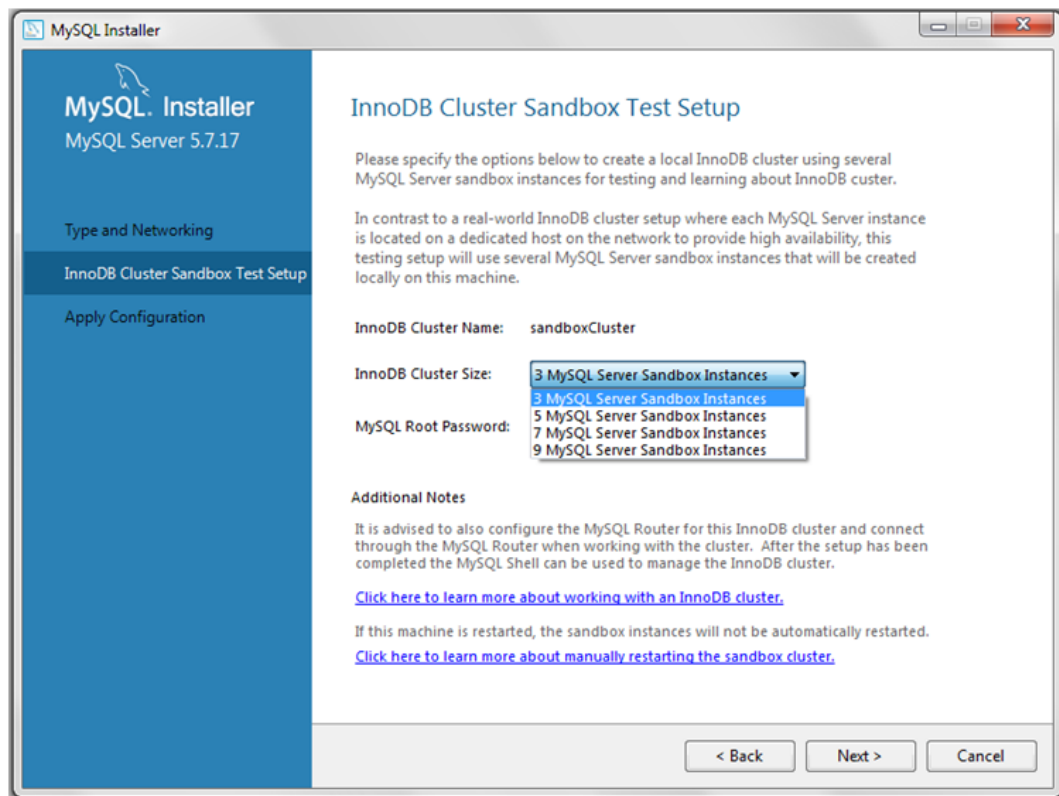 MySQL Installer
MySQL. Installer
MySQL Server 5.7.17
Type and Networking
InnoDB Cluster Sandbox Test Setup
Apply Configuration
InnoDB Cluster Sandbox Test Setup
Please specify the options below to create a local InnoDB cluster using several
MySQL Server sandbox instances for testing and learning about InnoDB custer.
In contrast to a real-world InnoDB cluster setup where each MySQL Server instance
is located on a dedicated host on the network to provide high availability, this
testing setup will use several MySQL Server sandbox instances that will be created
locally on this machine.
InnoDB Cluster Name: sandboxCluster
InnoDB Cluster Size: 3 MySQL Server Sandbox Instances
3 MySQL Server Sandbox Instances
5 MySQL Server Sandbox Instances
MySQL Root Password: 7 MySQL Server Sandbox Instances
9 MySQL Server Sandbox Instances
Additional Notes
It is advised to also configure the MySQL Router for this InnoDB cluster and connect
through the MySQL Router when working with the cluster. After the setup has been
completed the MySQL Shell can be used to manage the InnoDB cluster.
Click here to learn more about working with an InnoDB cluster.
If this machine is restarted, the sandbox instances will not be automatically restarted.
Click here to learn more about manually restarting the sandbox cluster.
< Back Next > Cancel